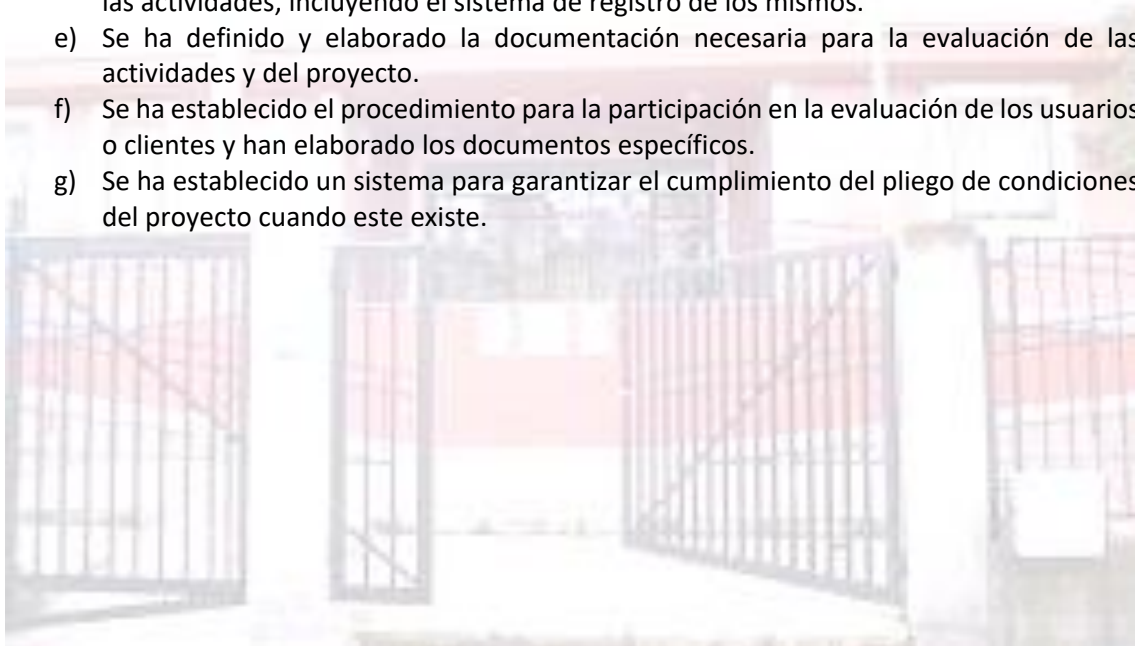 las actividades, incluyendo el sistema de registro de los mismos.
e) Se ha definido y elaborado la documentación necesaria para la evaluación de las
actividades y del proyecto.
f) Se ha establecido el procedimiento para la participación en la evaluación de los usuarios
o clientes y han elaborado los documentos específicos.
g) Se ha establecido un sistema para garantizar el cumplimiento del pliego de condiciones
del proyecto cuando este existe.